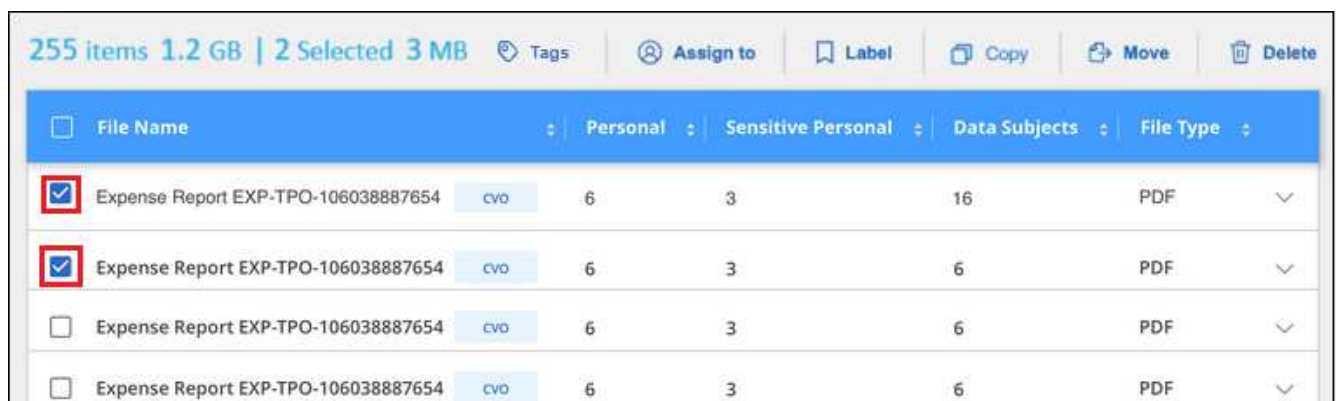 255 items 1.2 GB | 2 Selected 3 MB Tags Assign to Label Copy Move Delete
File Name Personal Sensitive Personal Data Subjects File Type
Expense Report EXP-TPO-106038887654 cvo 6 3 16 PDF
Expense Report EXP-TPO-106038887654 cvo 6 3 6 PDF
Expense Report EXP-TPO-106038887654 cvo 6 3 6 PDF
Expense Report EXP-TPO-106038887654 cvo 6 3 6 PDF